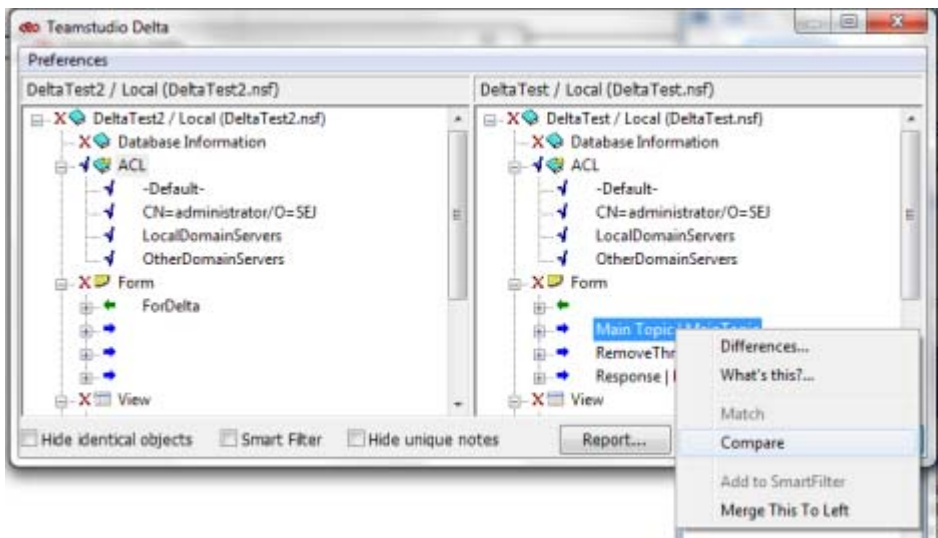 Teamstudio Delta
Preferences
DeltaTest2 / Local (DeltaTest2.nsf)
DeltaTest / Local (DeltaTest.nsf)
DeltaTest2 / Local (DeltaTest2.nsf)
Database Information
ACL
-Default-
CN=administrator/O=SEJ
LocalDomainServers
OtherDomainServers
Form
ForDelta
View
DeltaTest / Local (DeltaTest.nsf)
Database Information
ACL
-Default-
CN=administrator/O=SEJ
LocalDomainServers
OtherDomainServers
Form
Main Topic | MainTopic
RemoveThr
Response |
View
Differences...
What's this?...
Match
Compare
Add to SmartFilter
Merge This To Left
Hide identical objects
Smart Filter
Hide unique notes
Report...